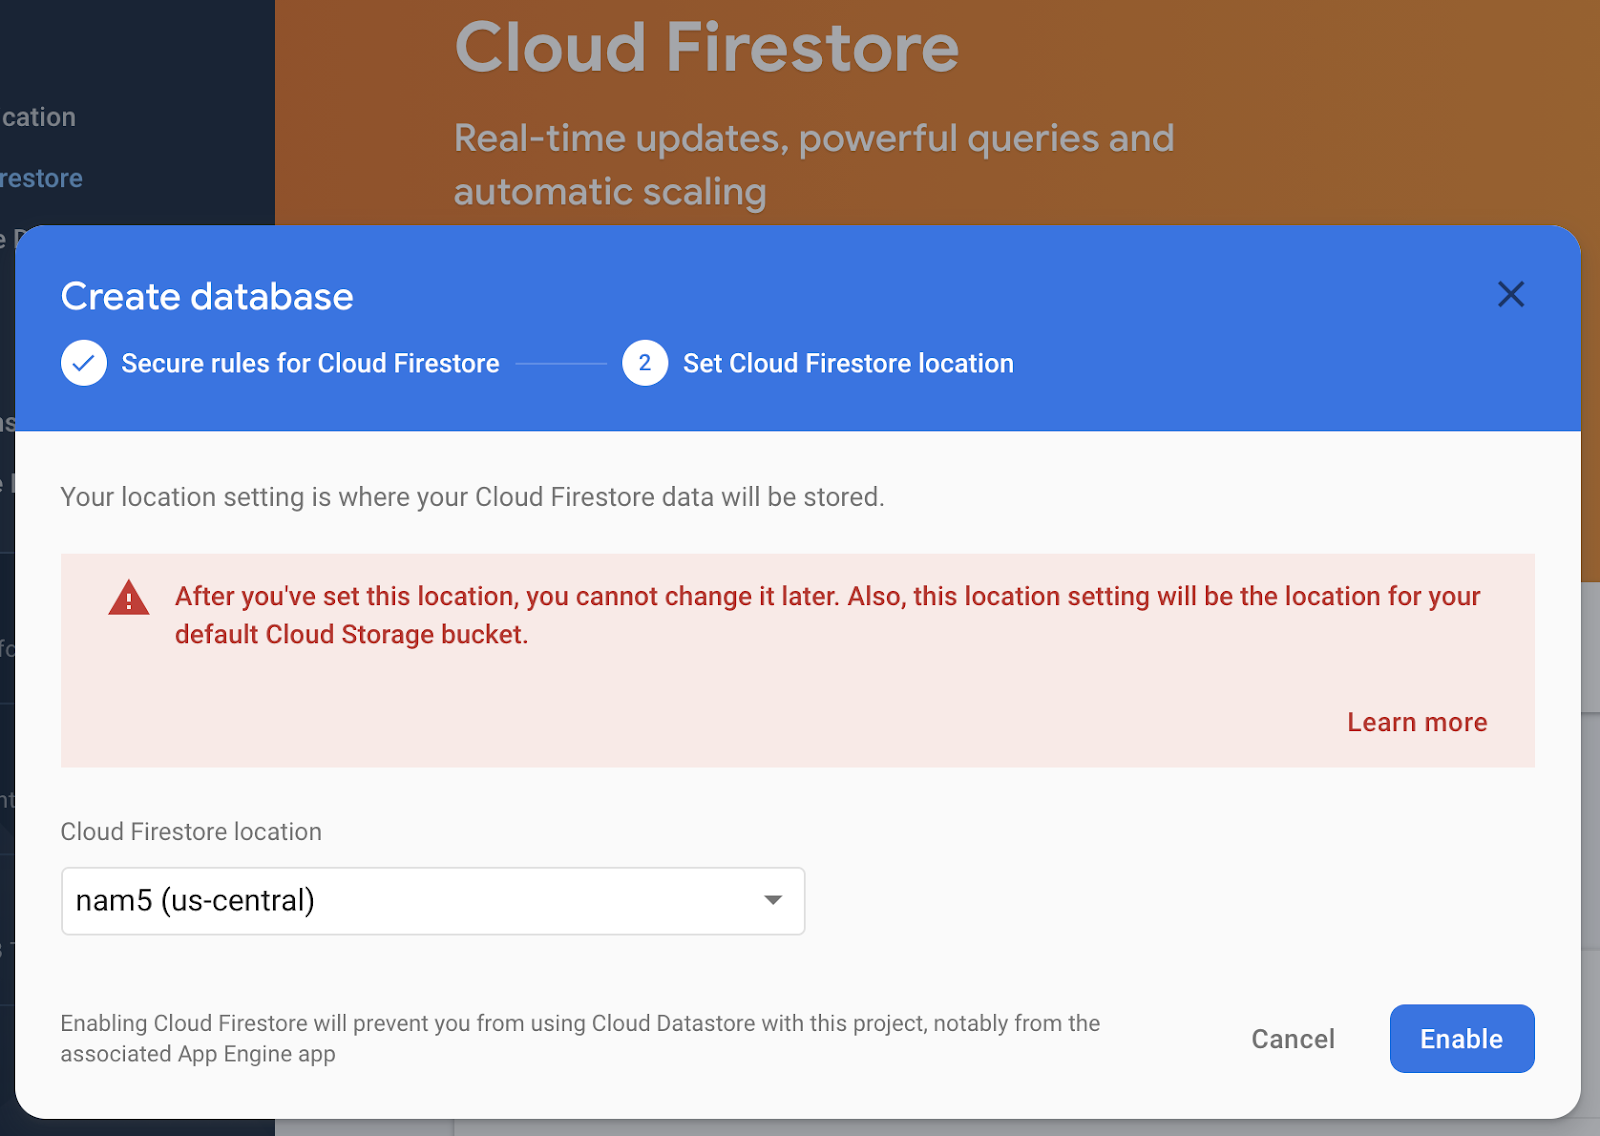 Cloud Firestore
Real-time updates, powerful queries and
automatic scaling
cation
restore
Create database
Secure rules for Cloud Firestore
2 Set Cloud Firestore location
Your location setting is where your Cloud Firestore data will be stored.
After you've set this location, you cannot change it later. Also, this location setting will be the location for your
default Cloud Storage bucket.
Learn more
Cloud Firestore location
nam5 (us-central)
Enabling Cloud Firestore will prevent you from using Cloud Datastore with this project, notably from the
associated App Engine app
Cancel
Enable